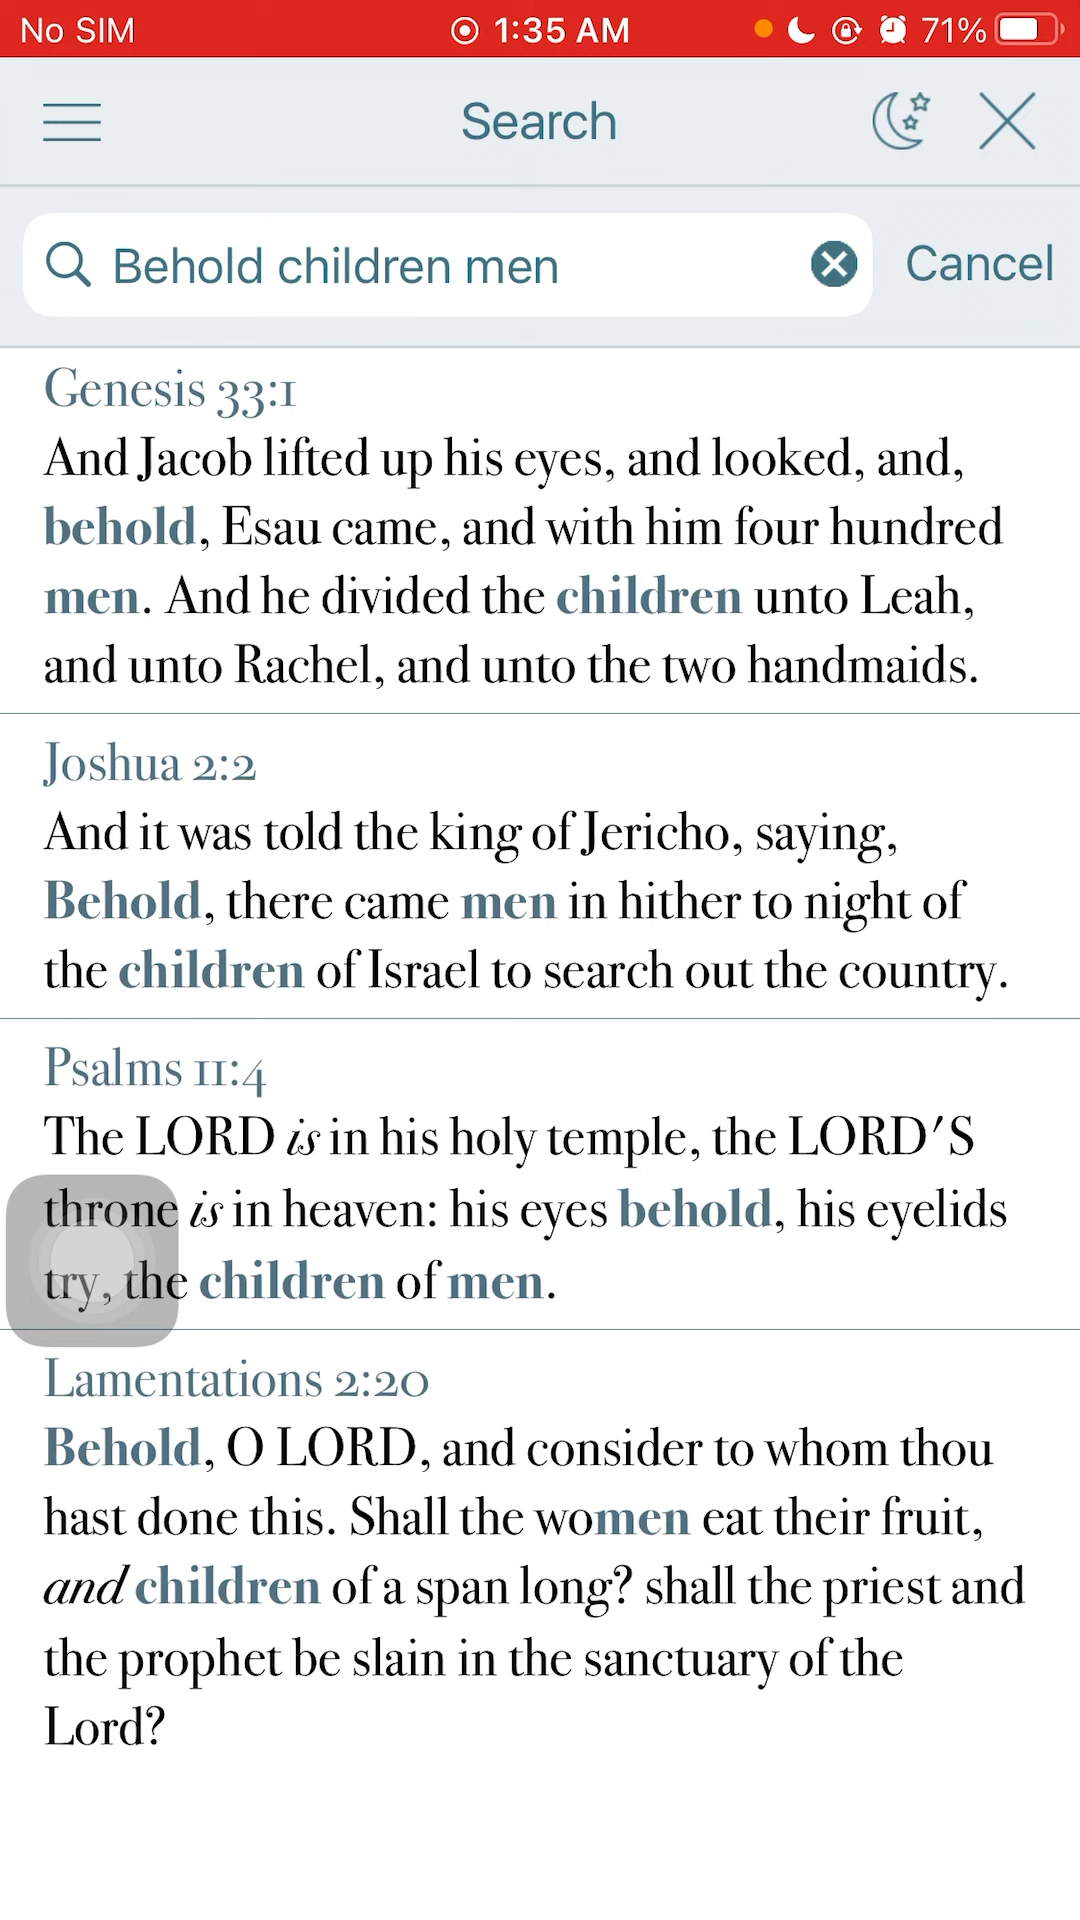 No SIM 1:35 AM 71%
Search
Behold children men Cancel
Genesis 33:1
And Jacob lifted up his eyes, and looked, and,
behold, Esau came, and with him four hundred
men. And he divided the children unto Leah,
and unto Rachel, and unto the two handmaids.
Joshua 2:2
And it was told the king of Jericho, saying,
Behold, there came men in hither to night of
the children of Israel to search out the country.
Psalms 11:4
The LORD is in his holy temple, the LORD'S
throne is in heaven: his eyes behold, his eyelids
try, the children of men.
Lamentations 2:20
Behold, O LORD, and consider to whom thou
hast done this. Shall the women eat their fruit,
and children of a span long? shall the priest and
the prophet be slain in the sanctuary of the
Lord?